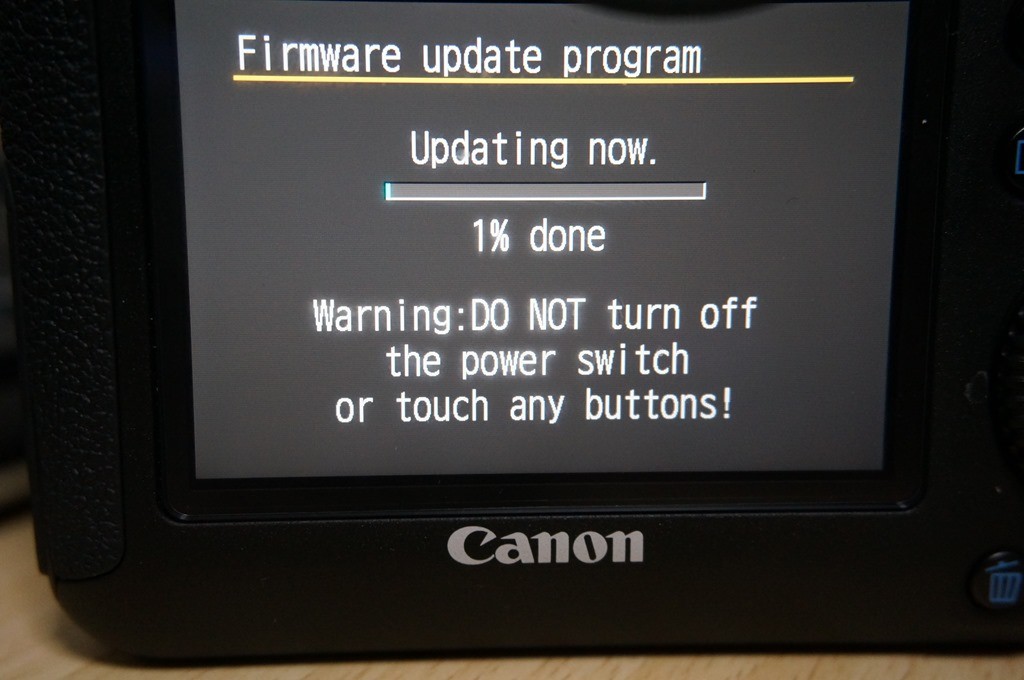 Firmware update program
Updating now.
1% done
Warning:DO NOT turn off
the power switch
or touch any buttons!
Canon